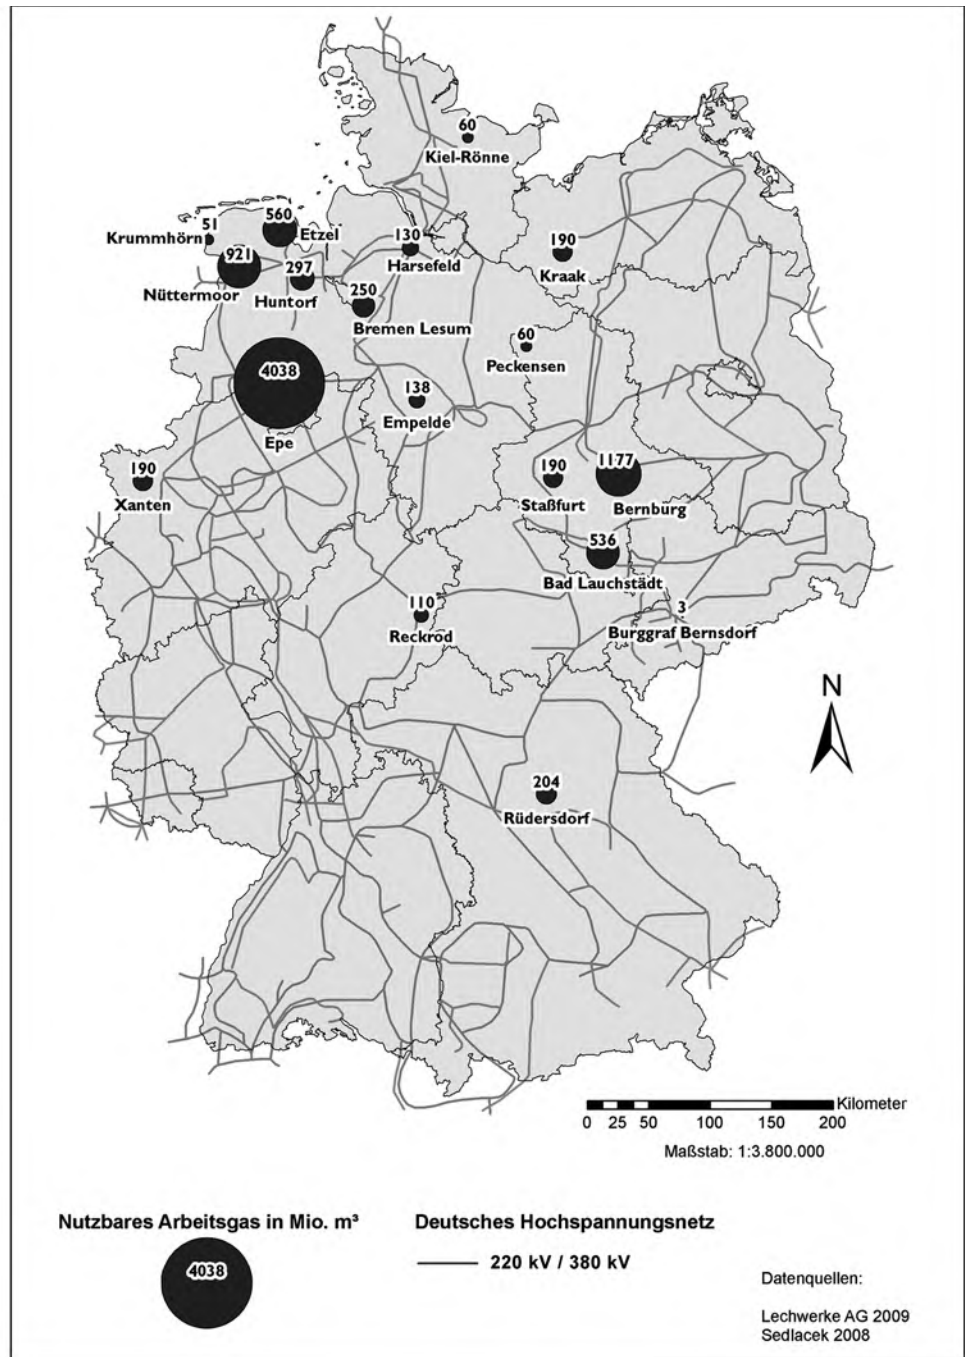 60
Kiel-Rönne
51
Krummhörn
560
Etzel
130
Harsefeld
190
Kraak
921
Nüttermoor
297
Huntorf
250
Bremen Lesum
60
Peckensen
4038
Epe
138
Empelde
190
Xanten
190
Staßfurt
1177
Bernburg
536
Bad Lauchstädt
3
Burggraf Bernsdorf
110
Reckrod
N
204
Rüdersdorf
Kilometer
0 25 50 100 150 200
Maßstab: 1:3.800.000
Nutzbares Arbeitsgas in Mio. m³
4038
Deutsches Hochspannungsnetz
220 kV / 380 kV
Datenquellen:
Lechwerke AG 2009
Sedlacek 2008